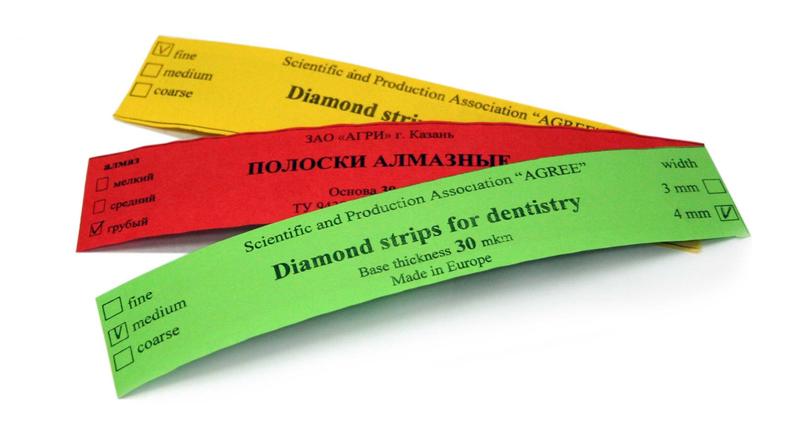 fine
medium
coarse
Scientific and Production Association “AGREE”
Diamond
ЗАО «АГРИ» г. Казань
алмаз
мелкий
средний
грубый
ПОЛОСКИ АЛМАЗНЫЕ
Основа
ТУ
Scientific and Production Association “AGREE”
Diamond strips for dentistry
Base thickness 30 mkm
Made in Europe
fine
medium
coarse
width
3 mm
4 mm